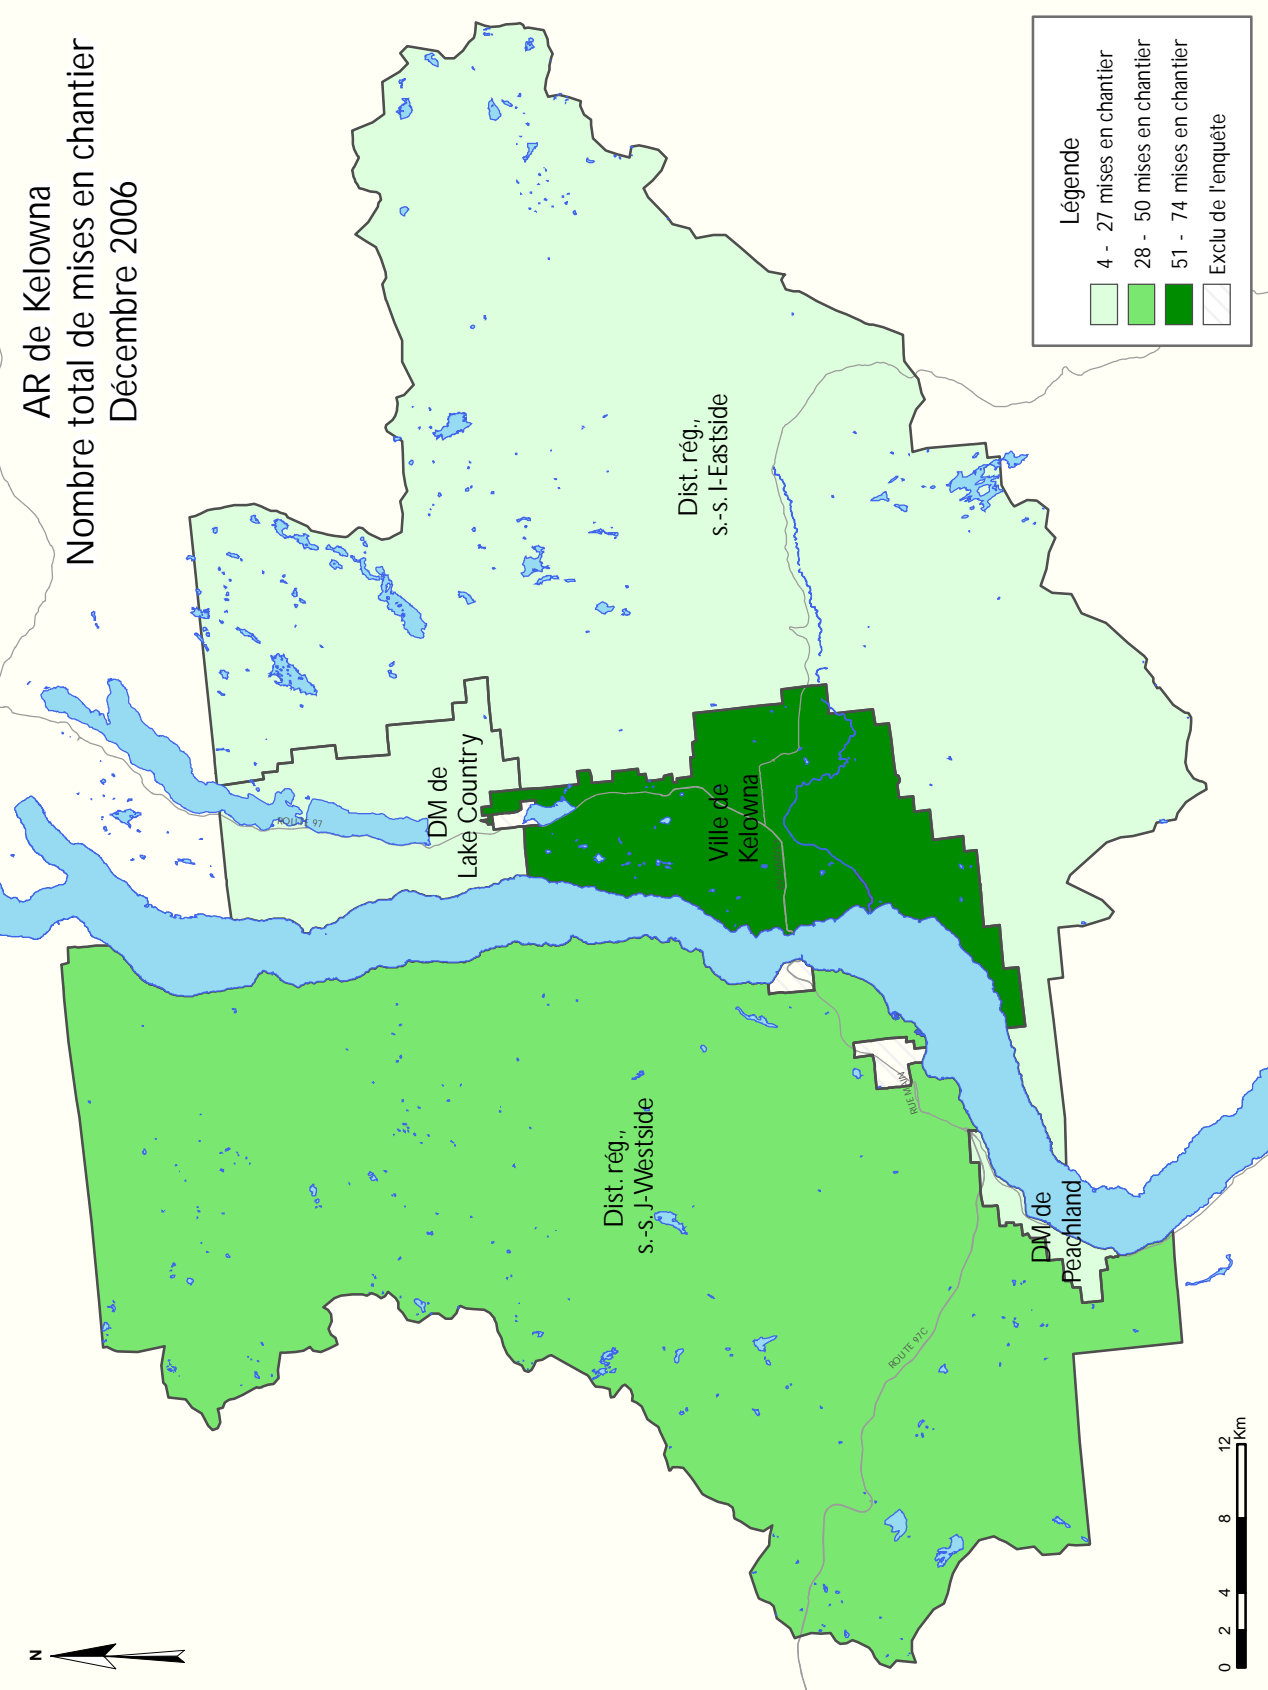 AR de Kelowna
Nombre total de mises en chantier
Décembre 2006
Légende
4 - 27 mises en chantier
28 - 50 mises en chantier
51 - 74 mises en chantier
Exclu de l'enquête
Dist. rég.,
s.-s. I-Eastside
DM de
Lake Country
ROUTE 97
Ville de
Kelowna
Dist. rég.,
s.-s. J-Westside
RUE MAIN
DM de
Peachland
ROUTE 97C
N
0 2 4 8 12
Km